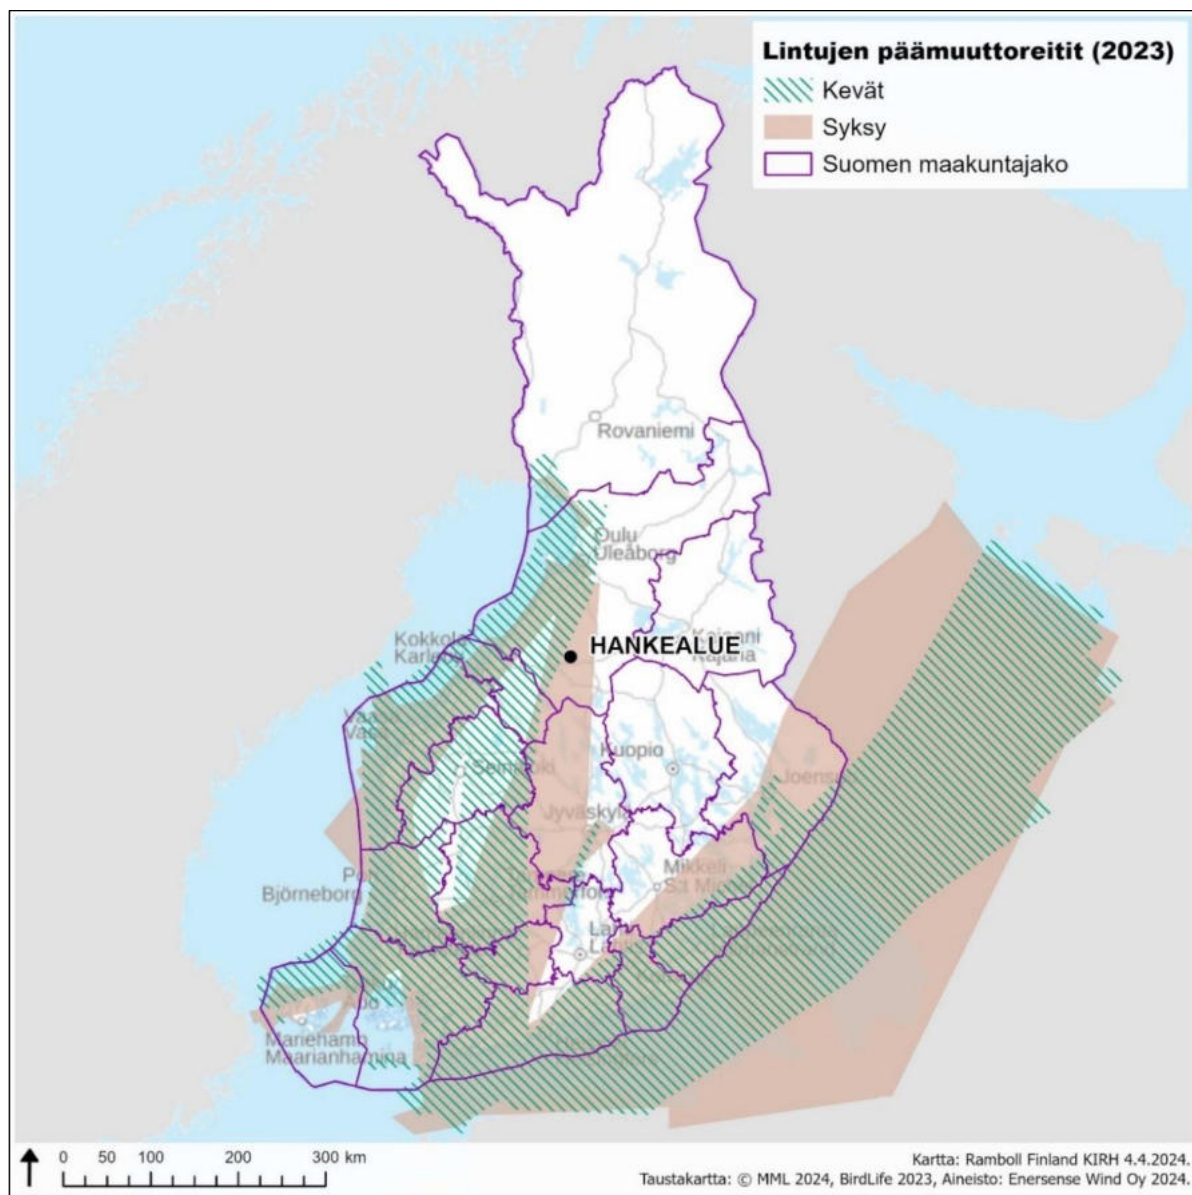 Lintujen päämuuttoreitit (2023)
Kevät
Syksy
Suomen maakuntajako
Rovaniemi
Oulu
Uleåborg
Kokkola
Karleby
HANKEALUE
Kajaani
Kajana
Kuopio
Seinäjoki
Joensuu
Jyväskylä
Mikkeli
S:t Michel
Björneborg
Mariehamn
Maarianhamina
0 50 100 200 300 km
Kartta: Ramboll Finland KIRH 4.4.2024.
Taustakartta: © MML 2024, BirdLife 2023, Aineisto: Enersense Wind Oy 2024.